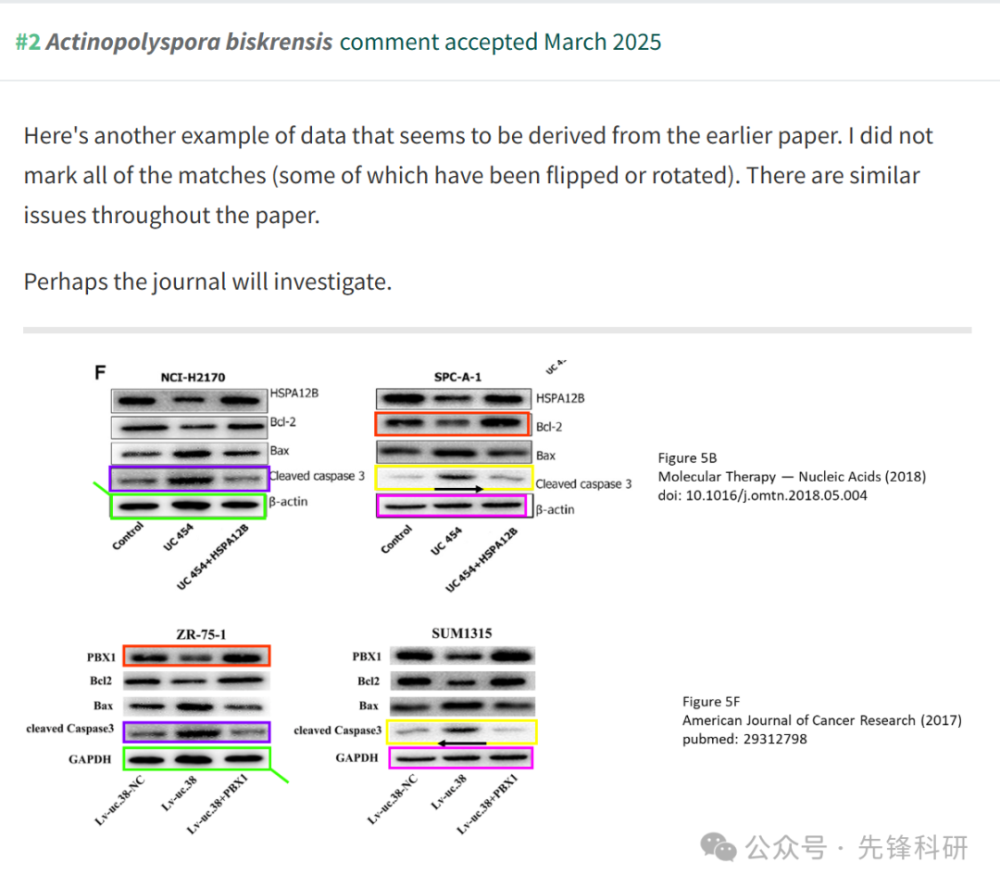 #2 Actinopolyspora biskrensis comment accepted March 2025
Here's another example of data that seems to be derived from the earlier paper. I did not
mark all of the matches (some of which have been flipped or rotated). There are similar
issues throughout the paper.
Perhaps the journal will investigate.
F
NCI-H2170
HSPA12B
Bcl-2
Bax
Cleaved caspase 3
β-actin
Control
UC 454
UC 454+HSPA12B
SPC-A-1
HSPA12B
Bcl-2
Bax
Cleaved caspase 3
β-actin
Control
UC 454
UC 454+HSPA12B
Figure 5B
Molecular Therapy — Nucleic Acids (2018)
doi: 10.1016/j.omtn.2018.05.004
ZR-75-1
PBX1
Bcl2
Bax
cleaved Caspase3
GAPDH
Lv-uc.38-NC
Lv-uc.38
Lv-uc.38+PBX1
SUM1315
PBX1
Bcl2
Bax
cleaved Caspase3
GAPDH
Lv-uc.38-NC
Lv-uc.38
Lv-uc.38+PBX1
Figure 5F
American Journal of Cancer Research (2017)
pubmed: 29312798
公众号 · 先锋科研